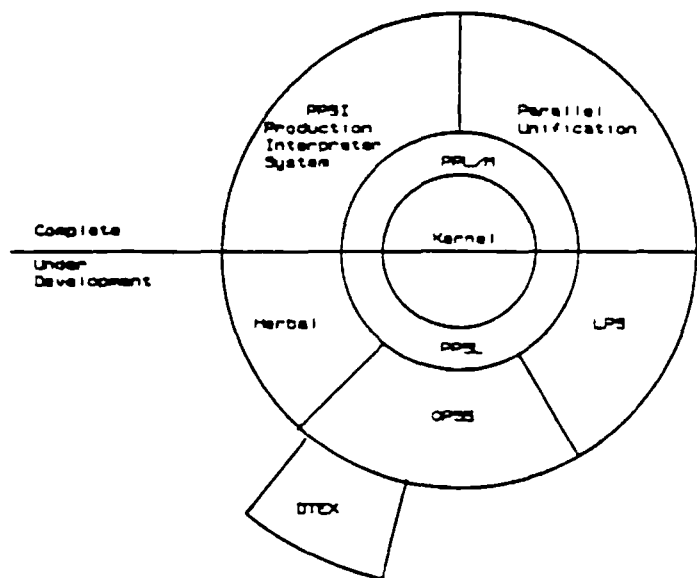 PPSI
Production
Interpreter
System
Parallel
Unification
PPL/M
Complete
Kernel
Under
Development
Herbal
LPS
PPSL
OPS5
DTEX